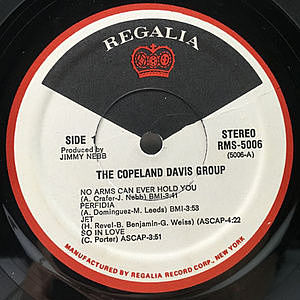 REGALIA
SIDE 1
Produced by
JIMMY NEBB
STEREO
RMS-5006
(5006-A)
THE COPELAND DAVIS GROUP
NO ARMS CAN EVER HOLD YOU
(A. Crafer-J. Nebb) BMI-3:41
PERFIDIA
(A. Dominguez-M. Leeds) BMI-3:53
JET
(H. Revel-B. Benjamin-G. Weiss) (ASCAP-4:22
SO IN LOVE
(C. Porter) ASCAP-3:51
MANUFACTURED BY REGALIA RECORD CORP., NEW YORK